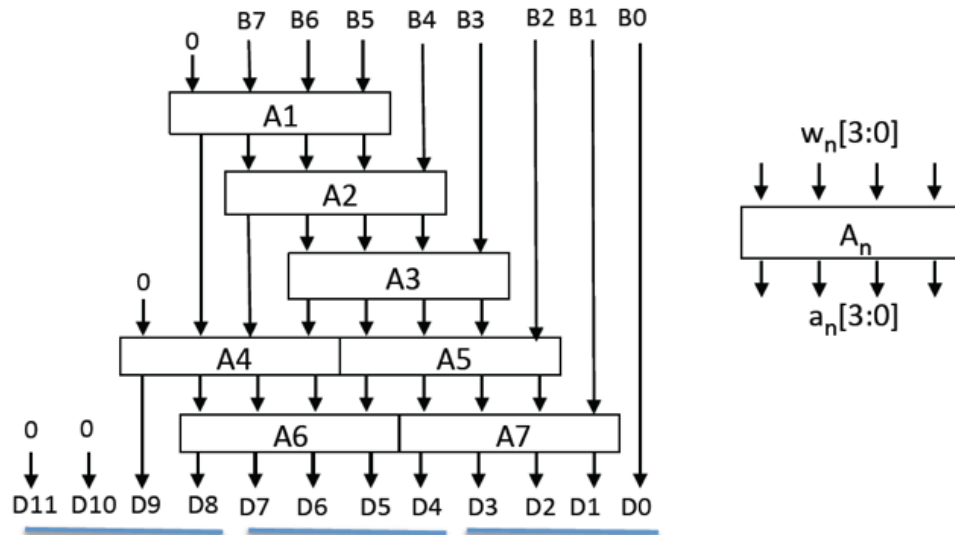 B7 B6 B5 B4 B3 B2 B1 B0
0
A1
w_n[3:0]
A2
A_n
A3
0
a_n[3:0]
A4 A5
0 0
A6 A7
D11 D10 D9 D8 D7 D6 D5 D4 D3 D2 D1 D0